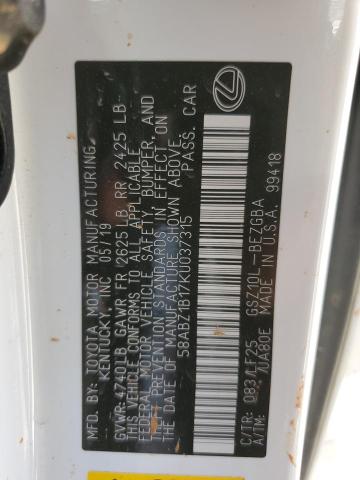 MFD. BY: TOYOTA MOTOR MANUFACTURING,
KENTUCKY, INC 05/19
GVWR: 4740LB GAWR FR 2625 LB RR 2425 LB
THIS VEHICLE CONFORMS TO ALL APPLICABLE
FEDERAL MOTOR VEHICLE SAFETY, BUMPER, AND
THEFT PREVENTION STANDARDS IN EFFECT ON
THE DATE OF MANUFACTURE SHOWN ABOVE.
58ABZ1B17KU037315 PASS. CAR
C/TR: 0834 LF25 GSZ10L-BEZGBA
A/TM: /UA80E MADE IN U.S.A. 99418